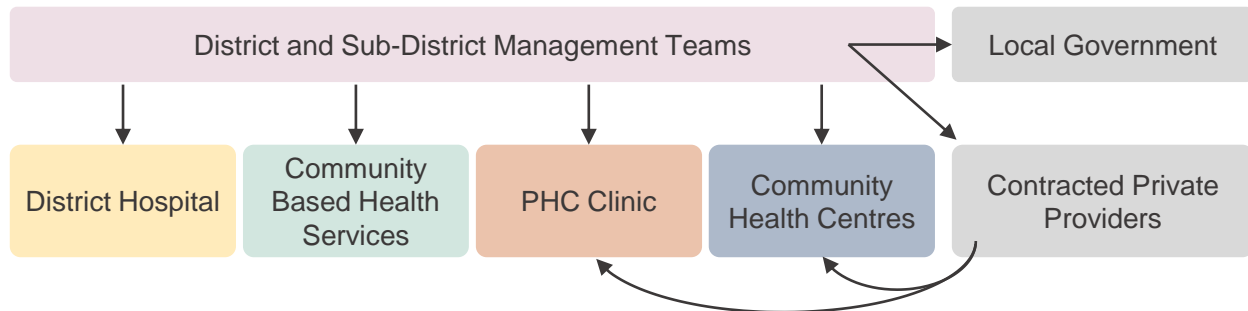 District and Sub-District Management Teams
Local Government
District Hospital
Community
Based Health
Services
PHC Clinic
Community
Health Centres
Contracted Private
Providers